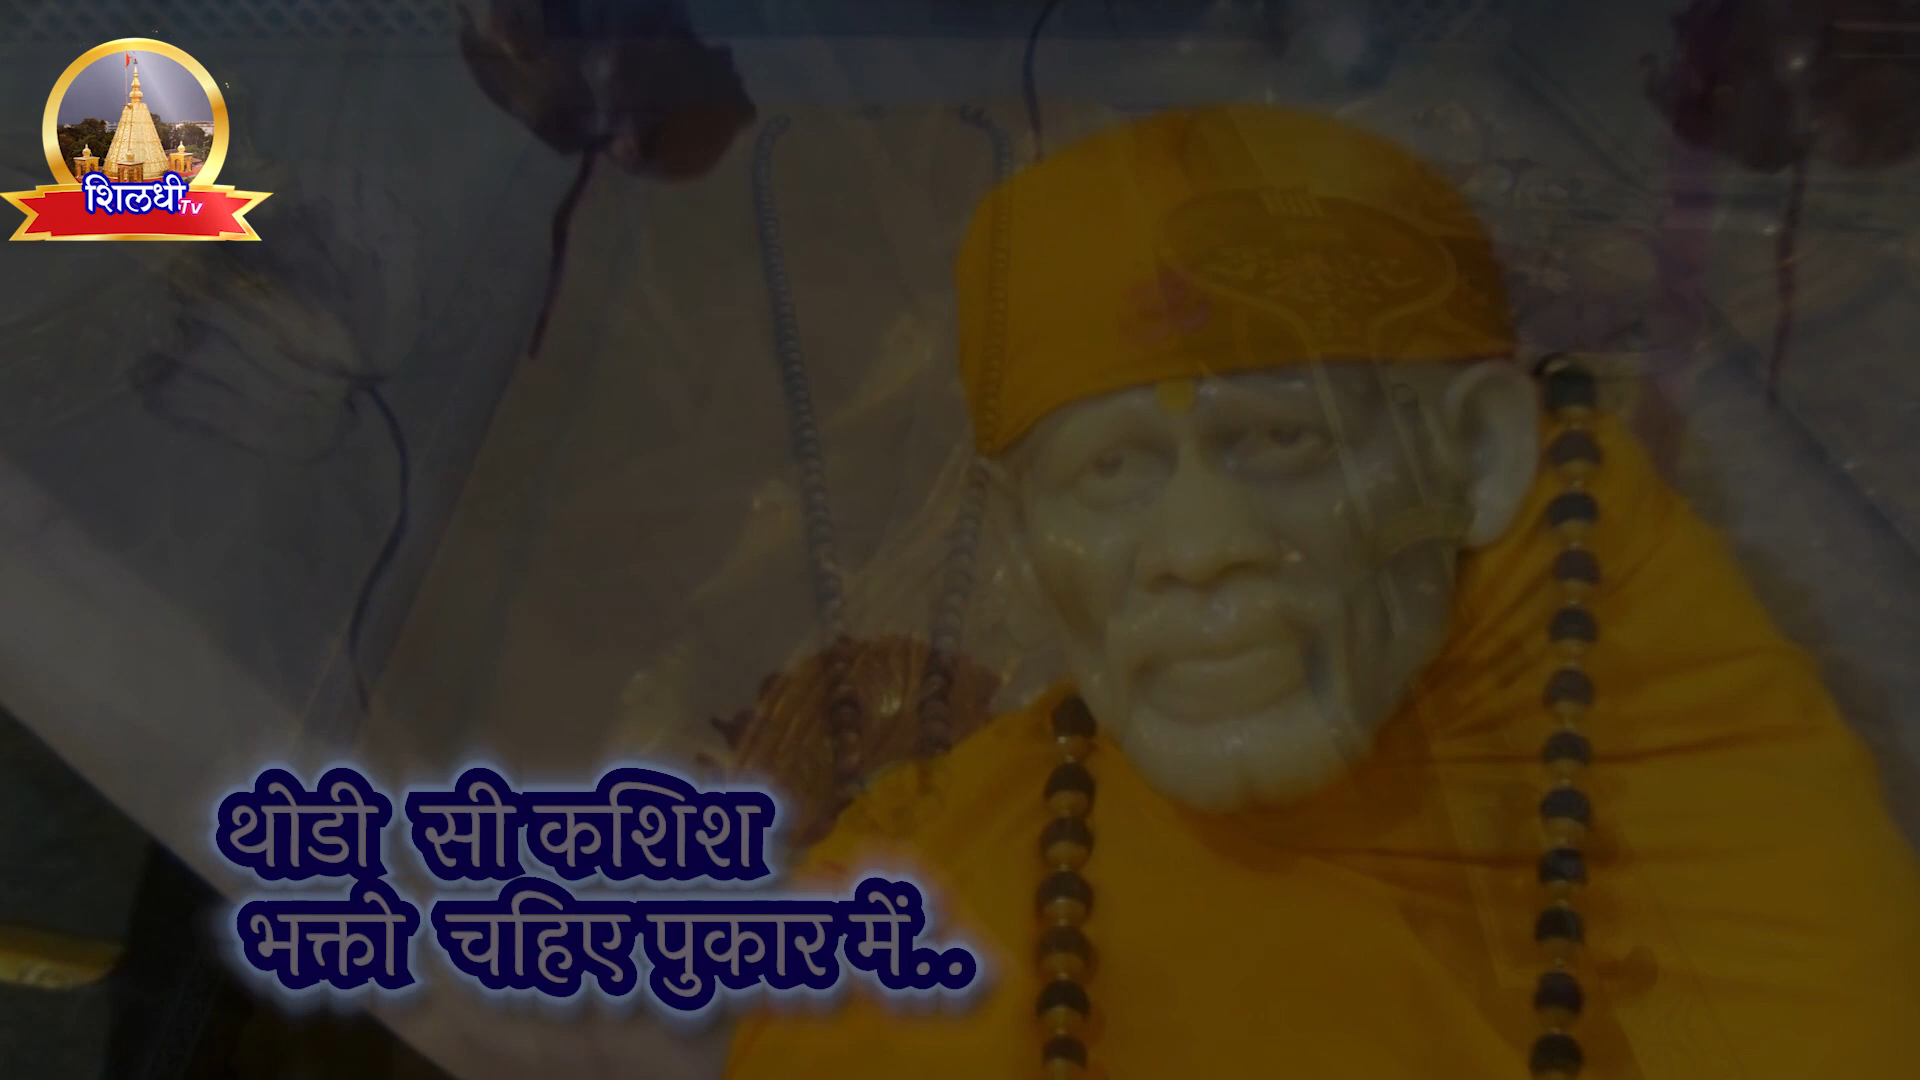 शिलधी Tv
थोडी सी कशिश
भक्तो चहिए पुकार में..